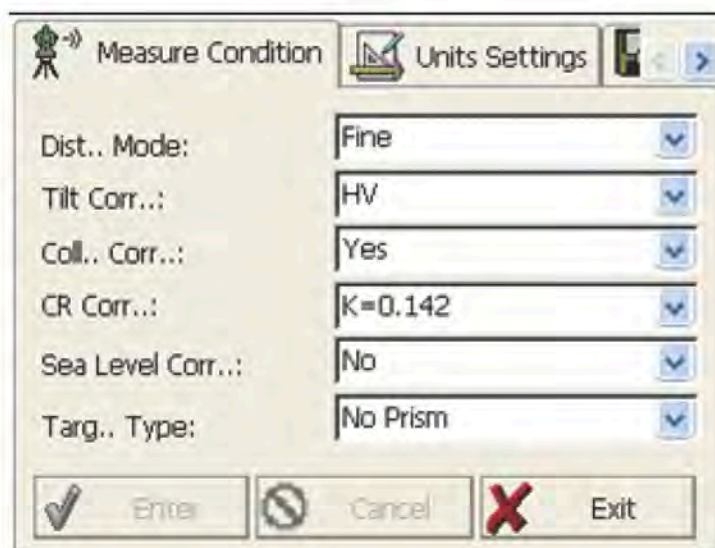 Measure Condition Units Settings
Dist.. Mode: Fine
Tilt Corr..: HV
Coll.. Corr..: Yes
CR Corr..: K=0.142
Sea Level Corr..: No
Targ.. Type: No Prism
Enter Cancel Exit